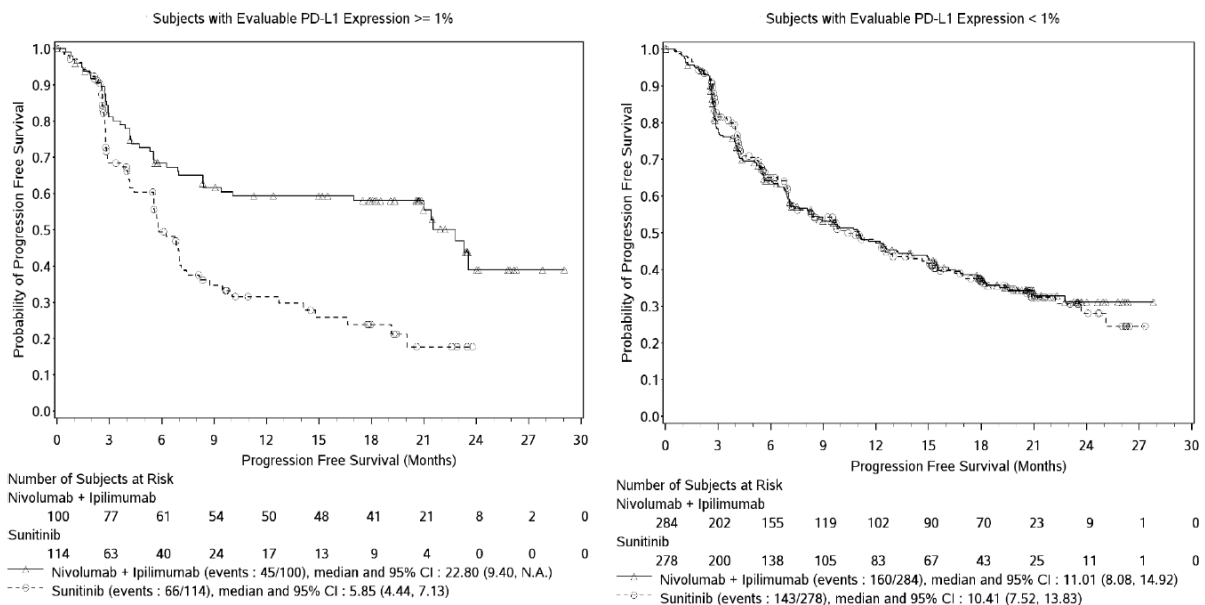 Subjects with Evaluable PD-L1 Expression >= 1%
Probability of Progression Free Survival
1.0
0.9
0.8
0.7
0.6
0.5
0.4
0.3
0.2
0.1
0.0
0 3 6 9 12 15 18 21 24 27 30
Progression Free Survival (Months)
Number of Subjects at Risk
Nivolumab + Ipilimumab
100 77 61 54 50 48 41 21 8 2 0
Sunitinib
114 63 40 24 17 13 9 4 0 0 0
Nivolumab + Ipilimumab (events : 45/100), median and 95% CI : 22.80 (9.40, N.A.)
Sunitinib (events : 66/114), median and 95% CI : 5.85 (4.44, 7.13)
Subjects with Evaluable PD-L1 Expression < 1%
Probability of Progression Free Survival
1.0
0.9
0.8
0.7
0.6
0.5
0.4
0.3
0.2
0.1
0.0
0 3 6 9 12 15 18 21 24 27 30
Progression Free Survival (Months)
Number of Subjects at Risk
Nivolumab + Ipilimumab
284 202 155 119 102 90 70 23 9 1 0
Sunitinib
278 200 138 105 83 67 43 25 11 1 0
Nivolumab + Ipilimumab (events : 160/284), median and 95% CI : 11.01 (8.08, 14.92)
Sunitinib (events : 143/278), median and 95% CI : 10.41 (7.52, 13.83)